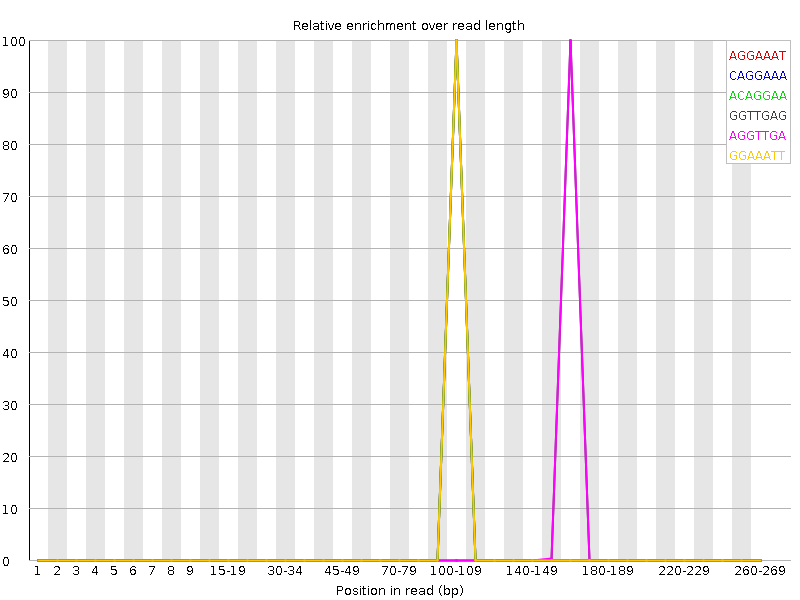 Relative enrichment over read length
100
90
80
70
60
50
40
30
20
10
0
AGGAAAT
CAGGAAA
ACAGGAA
GGTTGAG
AGGTTGA
GGAAATT
1 2 3 4 5 6 7 8 9 15-19 30-34 45-49 70-79 100-109 140-149 180-189 220-229 260-269
Position in read (bp)